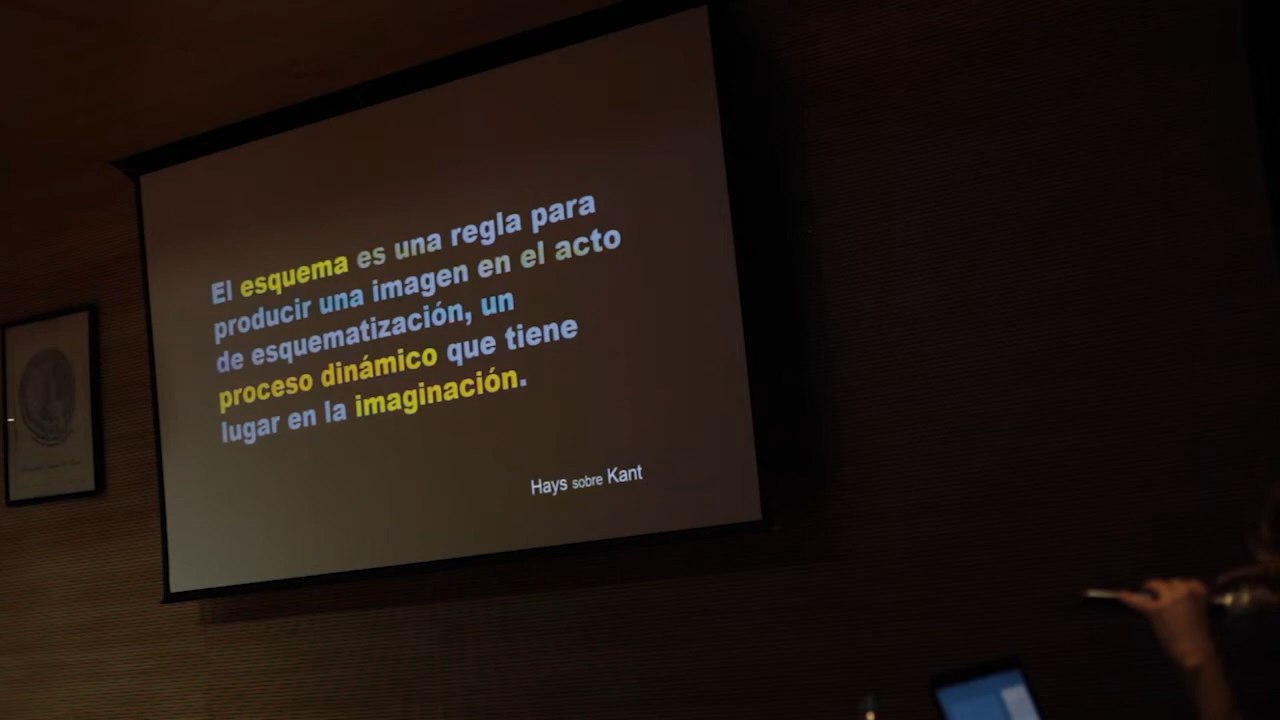 El esquema es una regla para
producir una imagen en el acto
de esquematización, un
proceso dinámico que tiene
lugar en la imaginación.
Hays sobre Kant